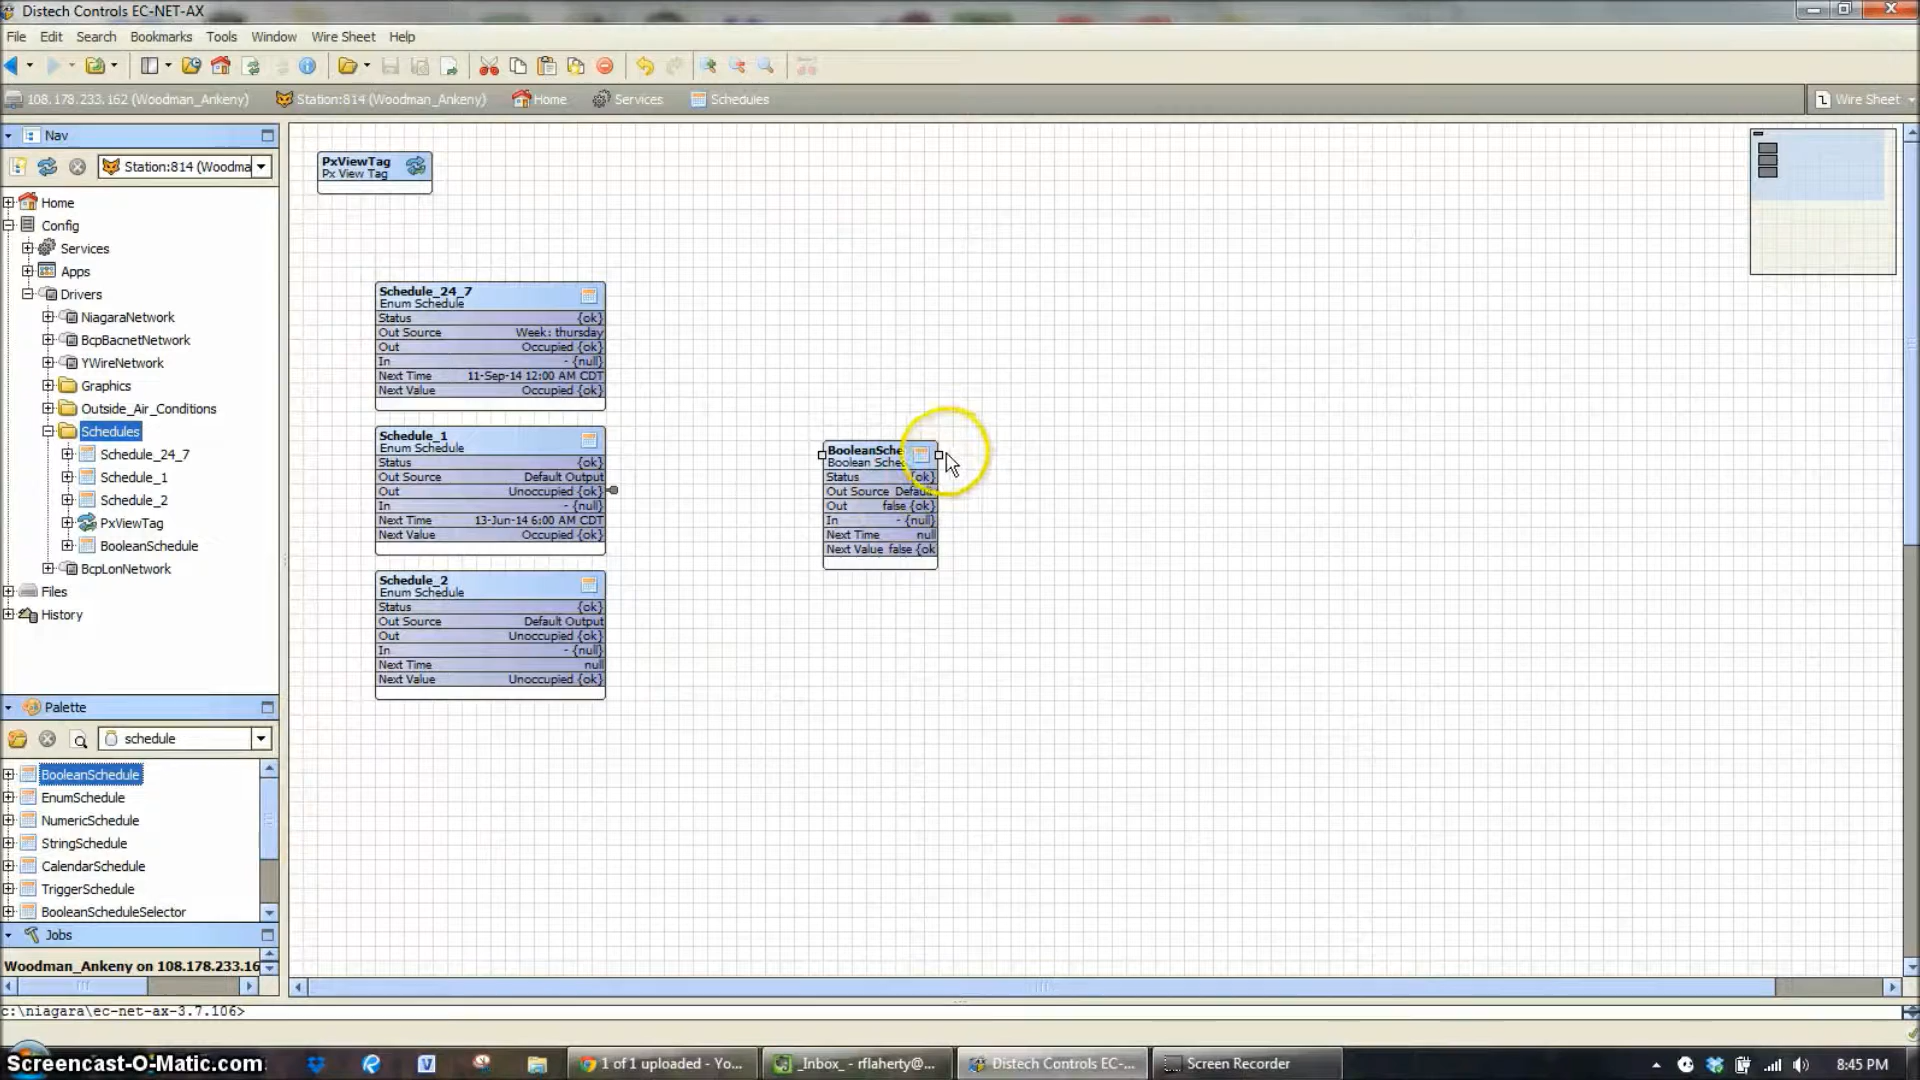 Distech Controls EC-NET-AX
File Edit Search Bookmarks Tools Window Wire Sheet Help
108.178.233.162 (Woodman_Ankeny) Station:814 (Woodman_Ankeny) Home Services Schedules Wire Sheet
Nav
Station:814 (Woodma
Home
Config
Services
Apps
Drivers
NiagaraNetwork
BcpBacnetNetwork
YWireNetwork
Graphics
Outside_Air_Conditions
Schedules
Schedule_24_7
Schedule_1
Schedule_2
PxViewTag
BooleanSchedule
BcpLonNetwork
Files
History
Palette
schedule
BooleanSchedule
EnumSchedule
NumericSchedule
StringSchedule
CalendarSchedule
TriggerSchedule
BooleanScheduleSelector
Jobs
Woodman_Ankeny on 108.178.233.16
PxViewTag
Px View Tag
Schedule_24_7
Enum Schedule
Status {ok}
Out Source Week: thursday
Out Occupied {ok}
In - {null}
Next Time 11-Sep-14 12:00 AM CDT
Next Value Occupied {ok}
Schedule_1
Enum Schedule
Status {ok}
Out Source Default Output
Out Unoccupied {ok}
In - {null}
Next Time 13-Jun-14 6:00 AM CDT
Next Value Occupied {ok}
Schedule_2
Enum Schedule
Status {ok}
Out Source Default Output
Out Unoccupied {ok}
In - {null}
Next Time null
Next Value Unoccupied {ok}
BooleanSche
Boolean Sched
Status {ok}
Out Source Defau
Out false {ok}
In - {null}
Next Time null
Next Value false {ok
c:\niagara\ec-net-ax-3.7.106>
Screencast-O-Matic.com
1 of 1 uploaded - Yo... _Inbox_ - rflaherty@... Distech Controls EC-... Screen Recorder 8:45 PM